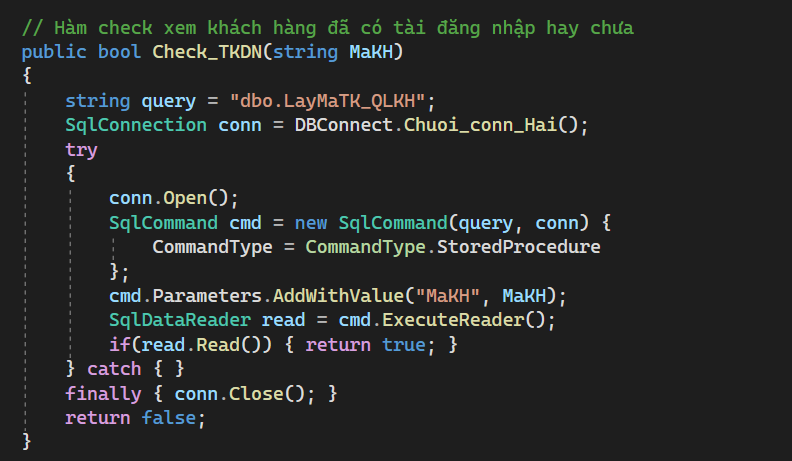 // Hàm check xem khách hàng đã có tài đăng nhập hay chưa
public bool Check_TKDN(string MaKH)
{
string query = "dbo.LayMaTK_QLKH";
SqlConnection conn = DBConnect.Chuoi_conn_Hai();
try
{
conn.Open();
SqlCommand cmd = new SqlCommand(query, conn) {
CommandType = CommandType.StoredProcedure
};
cmd.Parameters.AddWithValue("MaKH", MaKH);
SqlDataReader read = cmd.ExecuteReader();
if(read.Read()) { return true; }
} catch { }
finally { conn.Close(); }
return false;
}